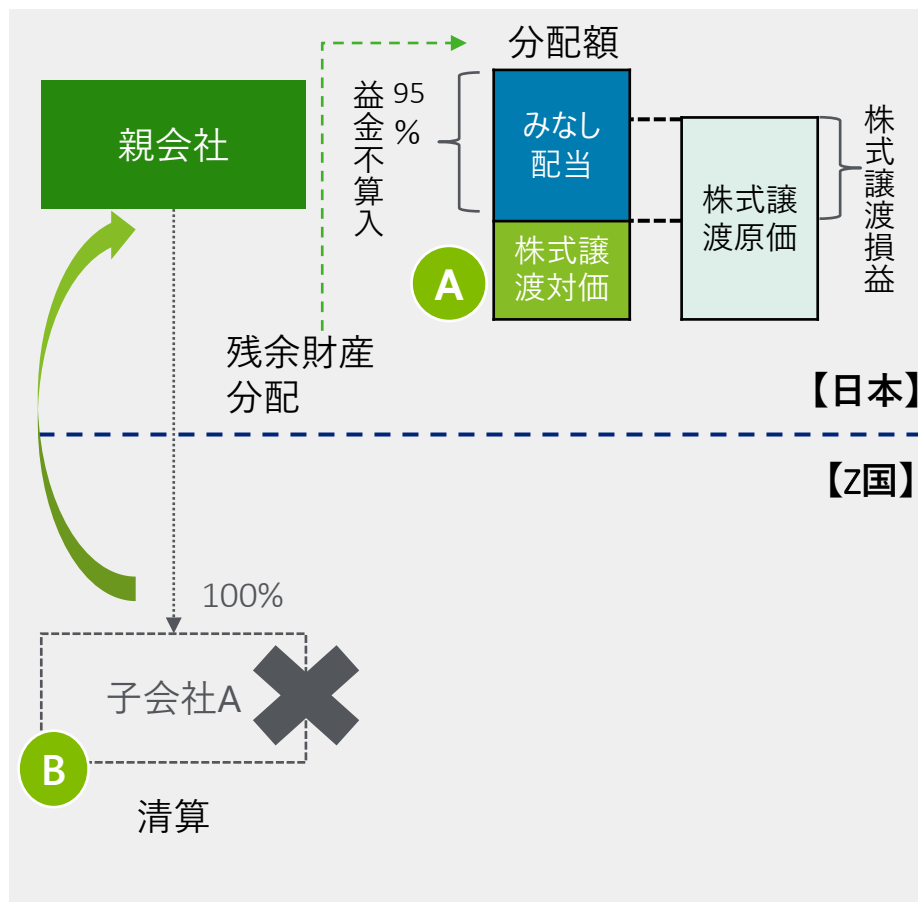 分配額
親会社
95
%
益金不算入
みなし
配当
株式譲
渡対価
A
株式譲
渡原価
株式譲渡損益
残余財産
分配
【日本】
【Z国】
100%
子会社A
B
清算